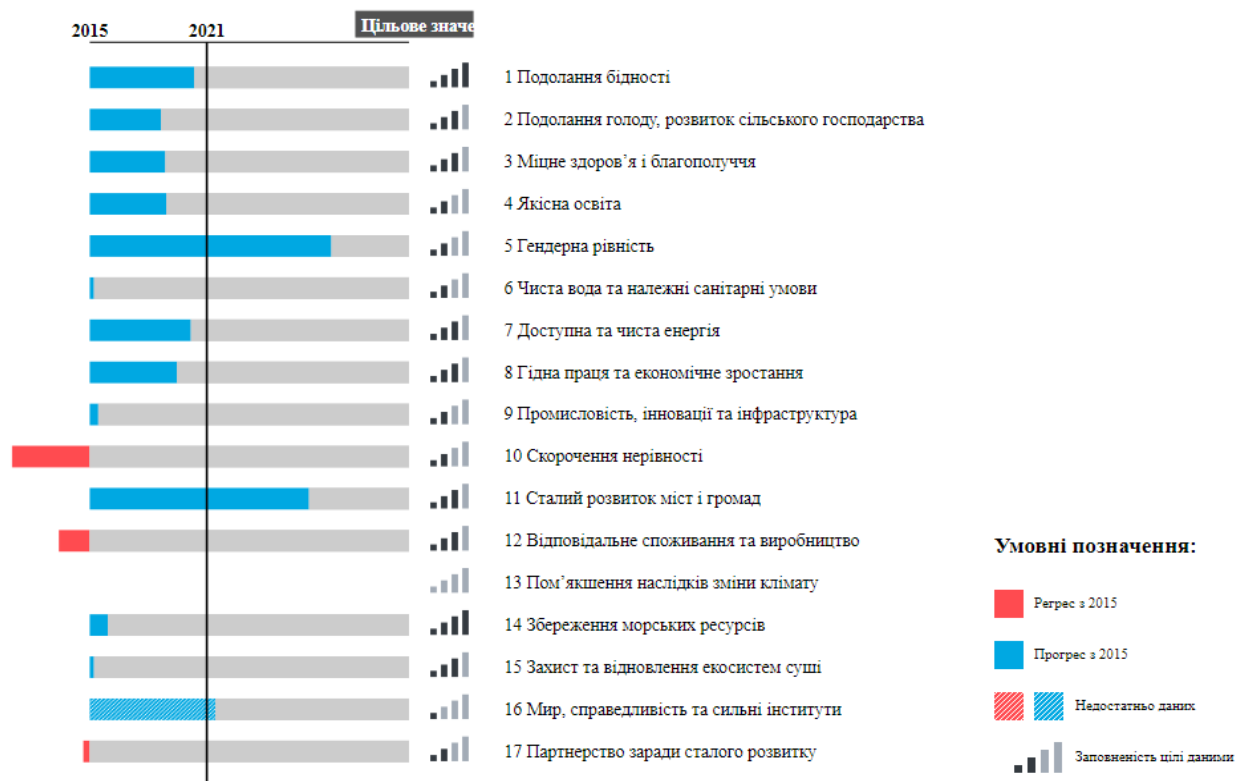 2015
2021
Цільове значе
1 Подолання бідності
2 Подолання голоду, розвиток сільського господарства
3 Міцне здоров’я і благополуччя
4 Якісна освіта
5 Гендерна рівність
6 Чиста вода та належні санітарні умови
7 Доступна та чиста енергія
8 Гідна праця та економічне зростання
9 Промисловість, інновації та інфраструктура
10 Скорочення нерівності
11 Сталий розвиток міст і громад
12 Відповідальне споживання та виробництво
13 Пом’якшення наслідків зміни клімату
14 Збереження морських ресурсів
15 Захист та відновлення екосистем суші
16 Мир, справедливість та сильні інститути
17 Партнерство заради сталого розвитку
Умовні позначення:
Регрес з 2015
Прогрес з 2015
Недостатньо даних
Заповненість цілі даними